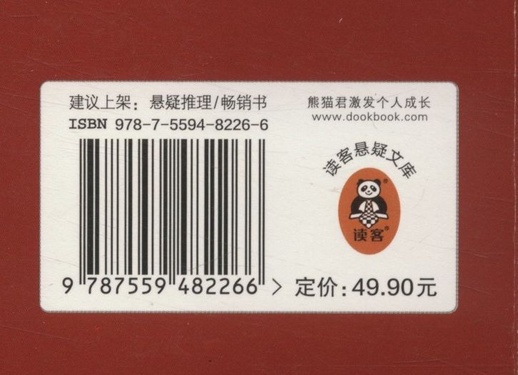 建议上架：悬疑推理/畅销书
ISBN 978-7-5594-8226-6
9 787559 482266 >
熊猫君激发个人成长
www.dookbook.com
读客悬疑文库
读客®
定价：49.90元